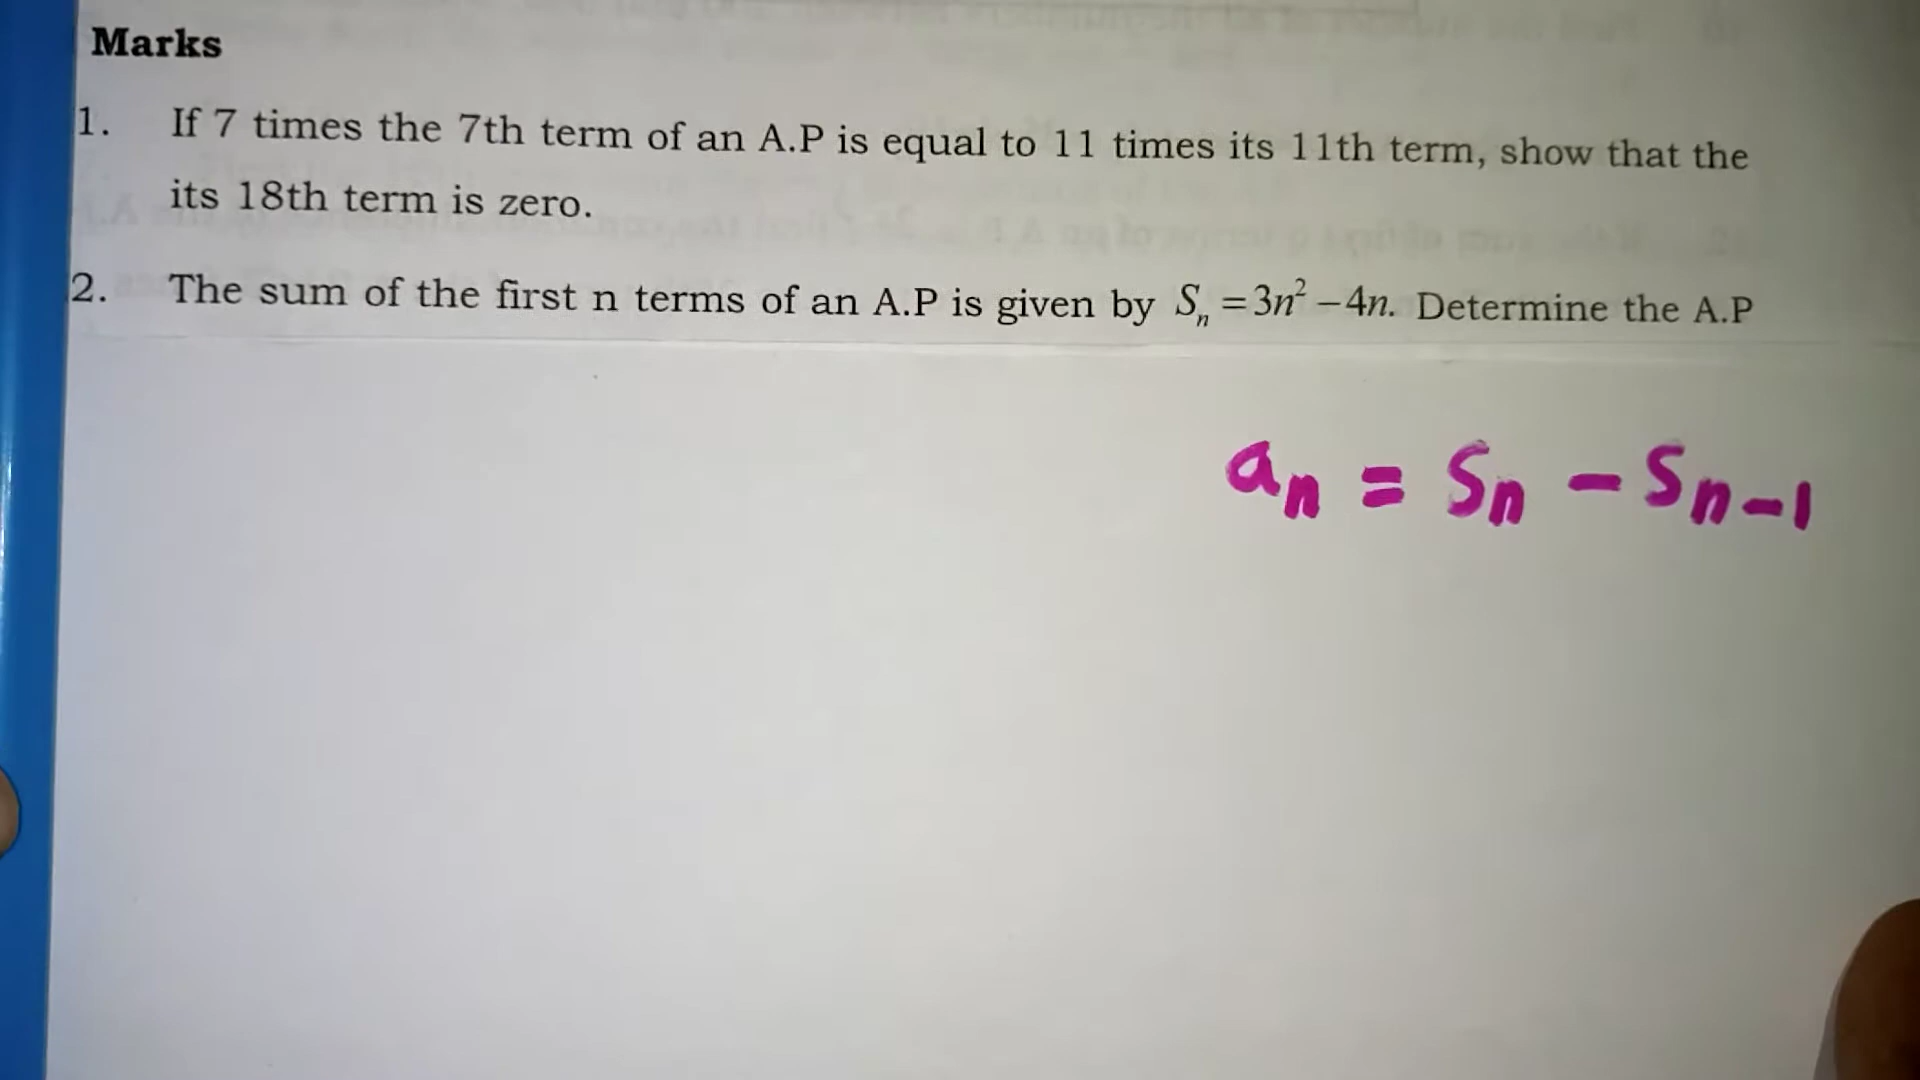 Marks
1. If 7 times the 7th term of an A.P is equal to 11 times its 11th term, show that the
its 18th term is zero.
2. The sum of the first n terms of an A.P is given by Sₙ = 3n² – 4n. Determine the A.P
aₙ = Sₙ – Sₙ₋₁